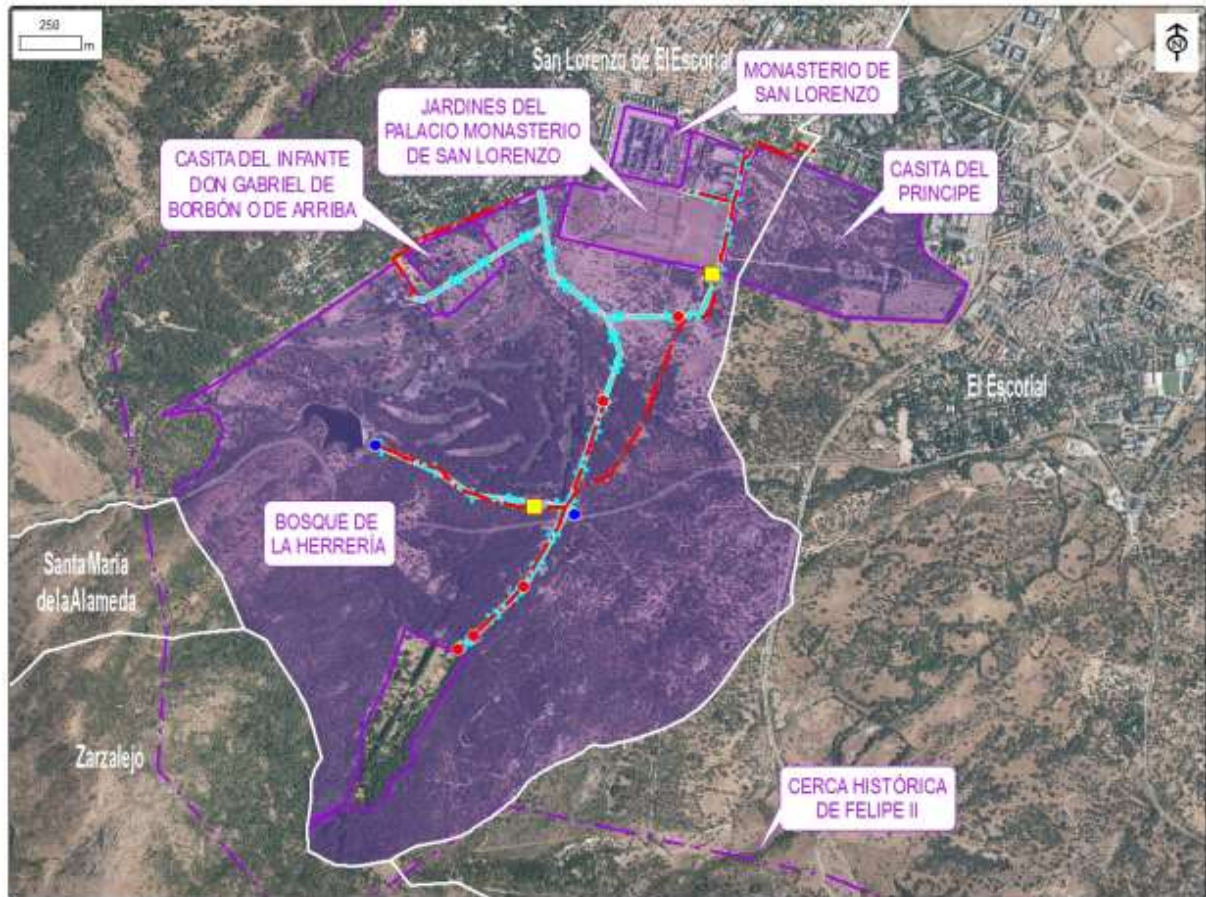 250
m
N
San Lorenzo de El Escorial
MONASTERIO DE
SAN LORENZO
JARDINES DEL
PALACIO MONASTERIO
DE SAN LORENZO
CASITA DEL INFANTE
DON GABRIEL DE
BORBÓN O DE ARRIBA
CASITA DEL
PRINCIPE
El Escorial
BOSQUE DE
LA HERRERÍA
Santa María
de la Alameda
Zarzalejo
CERCA HISTÓRICA
DE FELIPE II